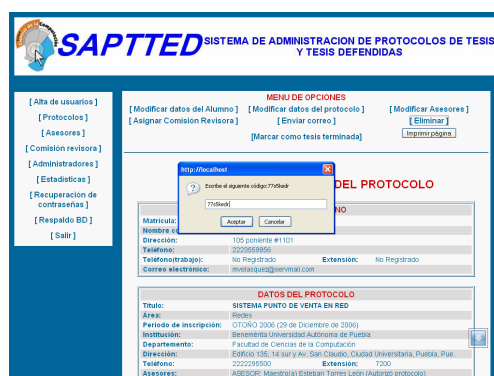 SAPTTED
SISTEMA DE ADMINISTRACION DE PROTOCOLOS DE TESIS
Y TESIS DEFENDIDAS
[ Alta de usuarios ]
[ Protocolos ]
[ Asesores ]
[ Comisión revisora ]
[ Administradores ]
[ Estadisticas ]
[ Recuperación de
contraseñas ]
[ Respaldo BD ]
[ Salir ]
MENU DE OPCIONES
[ Modificar datos del Alumno ] [ Modificar datos del protocolo ] [ Modificar Asesores ]
[ Asignar Comisión Revisora ] [ Enviar correo ] [ Eliminar ]
[Marcar como tesis terminada] Imprimir página
http://localhost
Escribe el siguiente código:77s5kedr
77s5kedr
Aceptar Cancelar
DEL PROTOCOLO
NO
Matricula:
Nombre
Dirección: 105 poniente #1101
Teléfono: 2223559856
Teléfono(trabajo): No Registrado Extensión: No Registrado
Correo electrónico: mvelasquez@servmail.com
DATOS DEL PROTOCOLO
Titulo: SISTEMA PUNTO DE VENTA EN RED
Area: Redes
Periodo de inscripción: OTOÑO 2006 (29 de Diciembre de 2006)
Institución: Benemérita Universidad Autónoma de Puebla
Departamento: Facultad de Ciencias de la Computación
Dirección: Edificio 135, 14 sur y Av. San Claudio, Ciudad Universitaria, Puebla, Pue.
Teléfono: 2222295500 Extensión: 7200
Asesores: ASESOR: Maestro(a) Esteban Torres León (Autorizó protocolo)